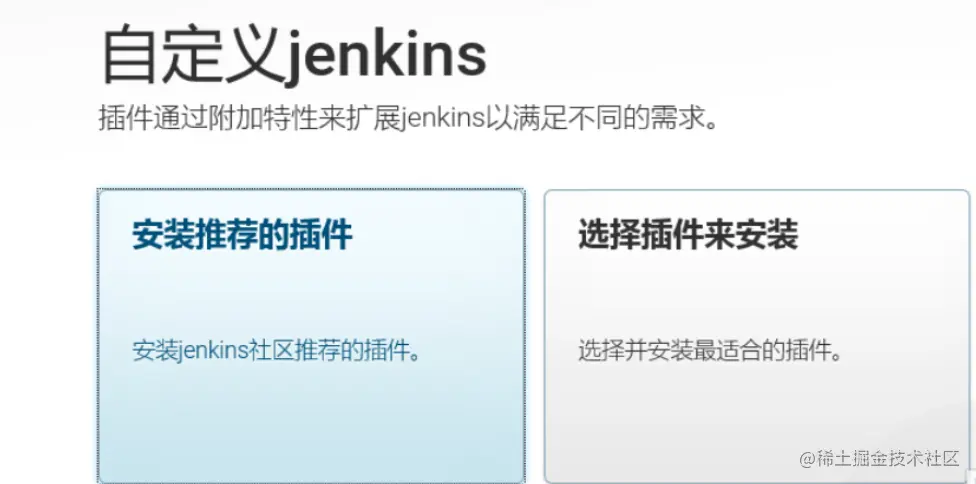 自定义jenkins
插件通过附加特性来扩展jenkins以满足不同的需求。
安装推荐的插件
安装jenkins社区推荐的插件。
选择插件来安装
选择并安装最适合的插件。
@稀土掘金技术社区